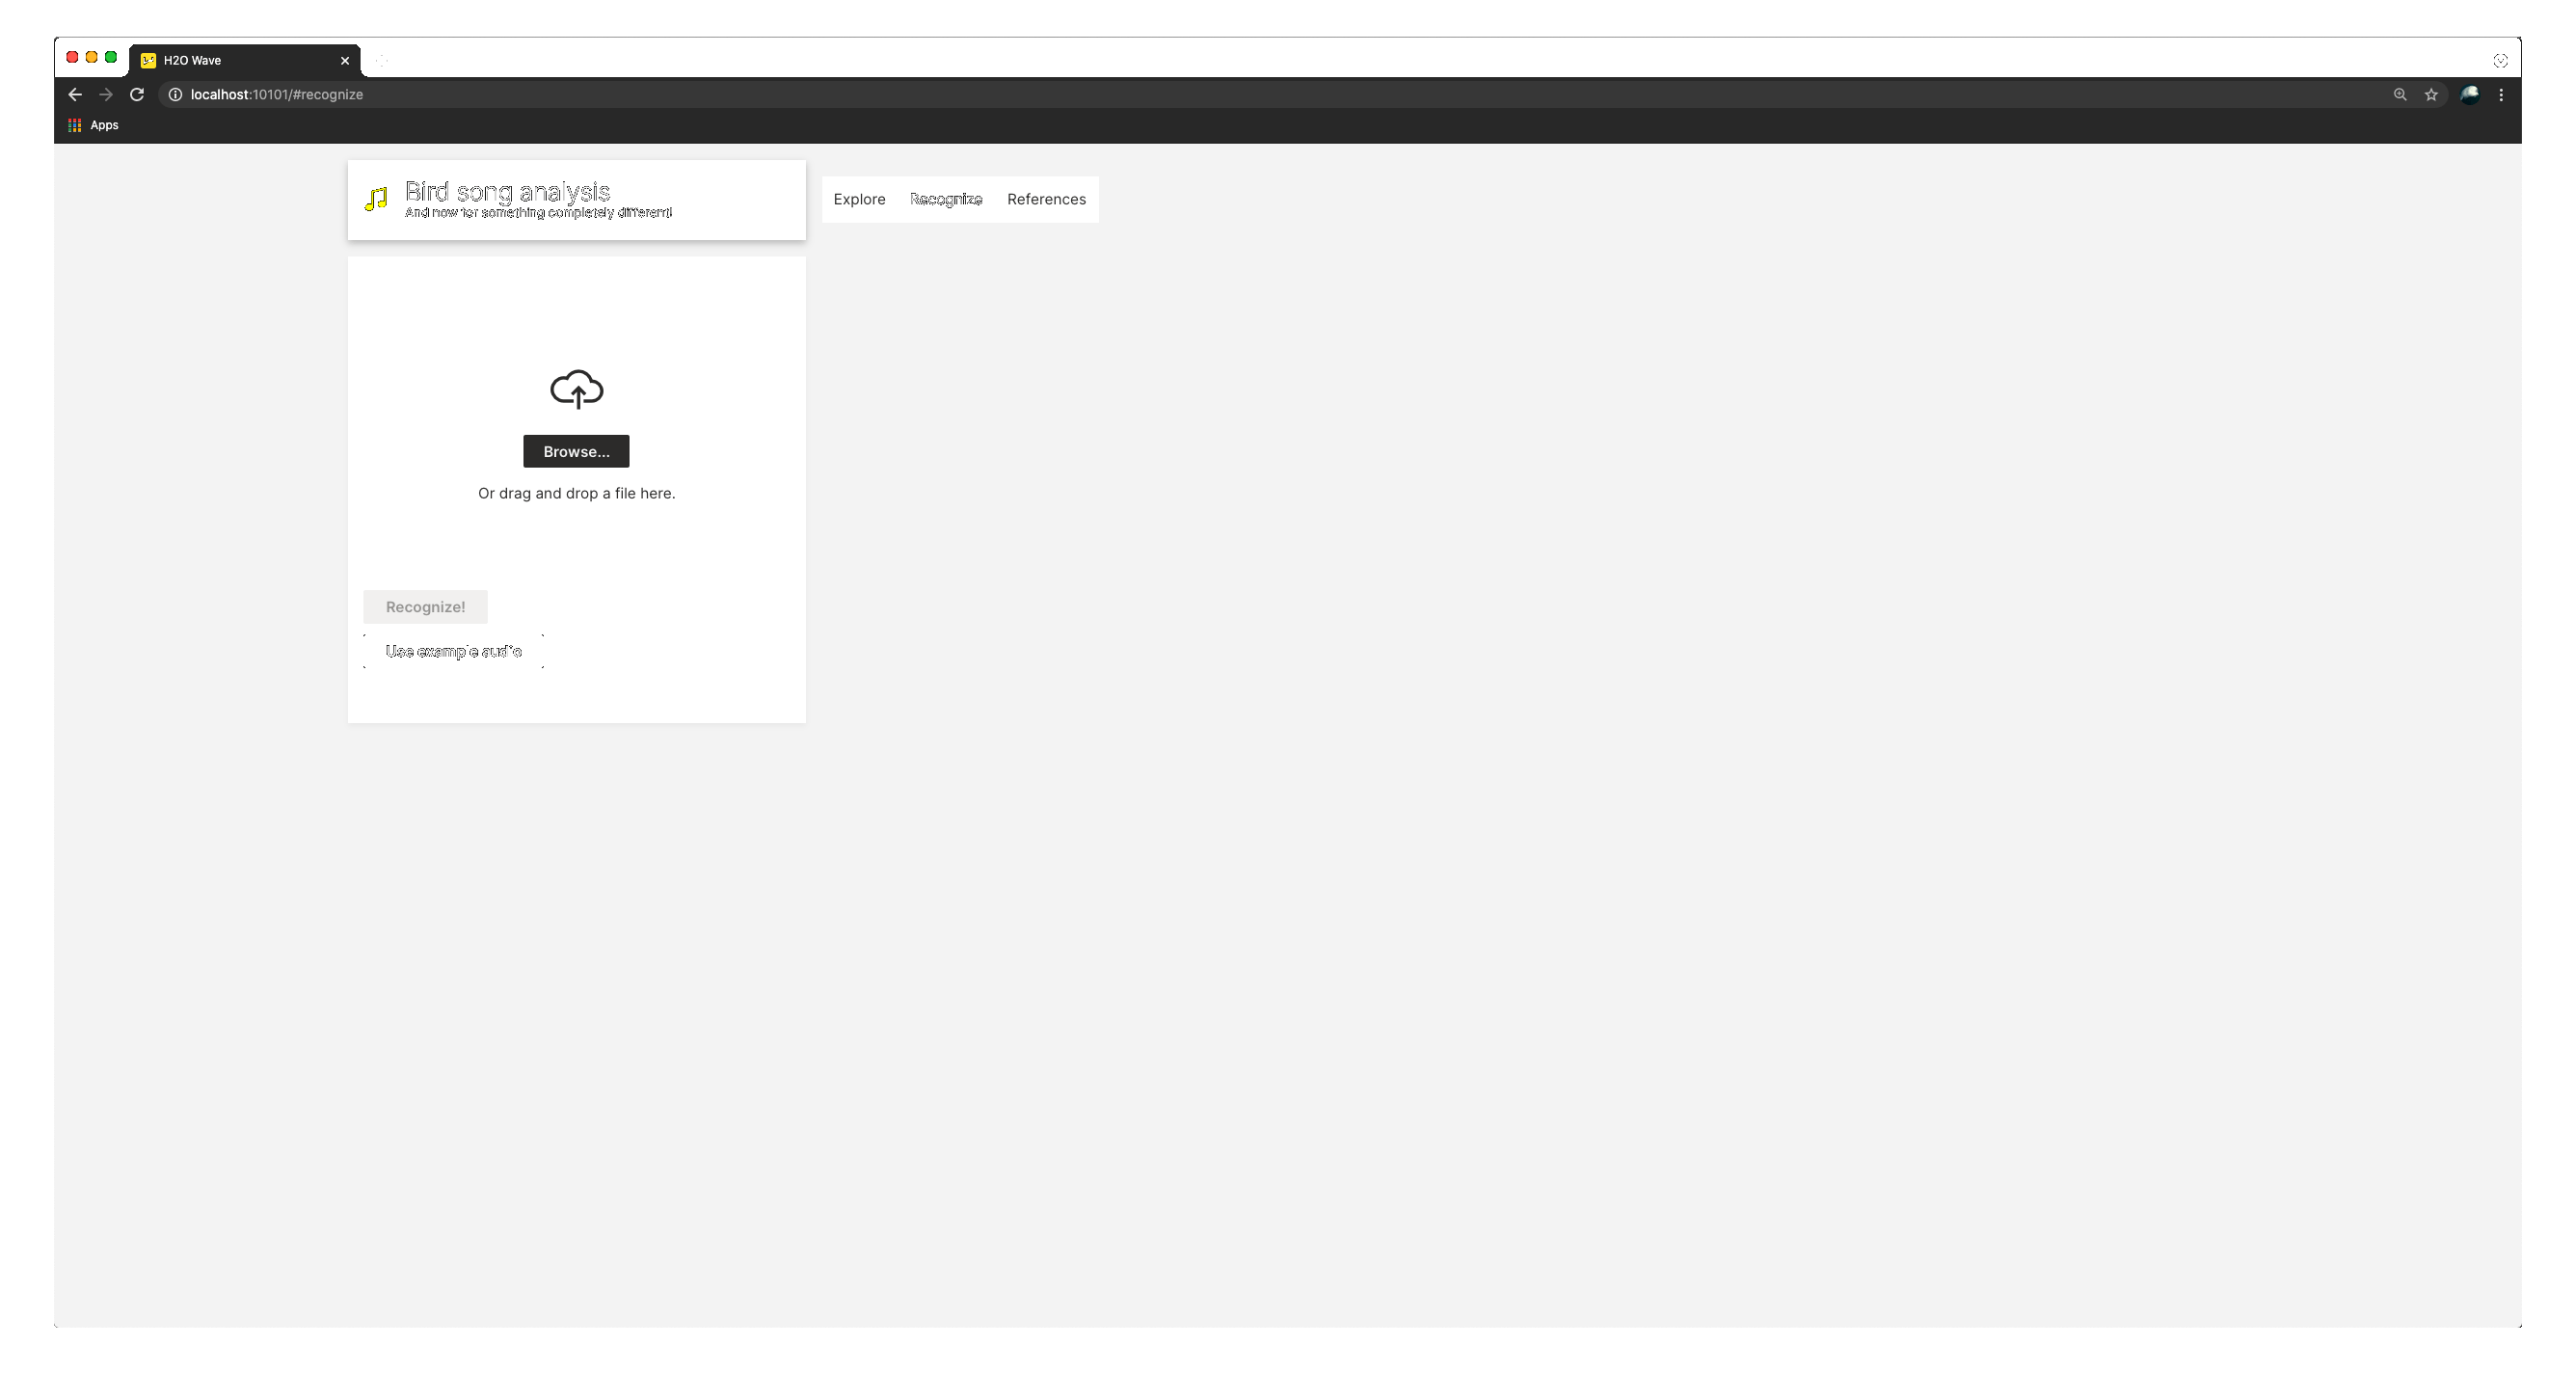 H2O Wave
localhost:10101/#recognize
Apps
Bird song analysis
And now for something completely different!
Explore Recognize References
Browse...
Or drag and drop a file here.
Recognize!
Use example audio